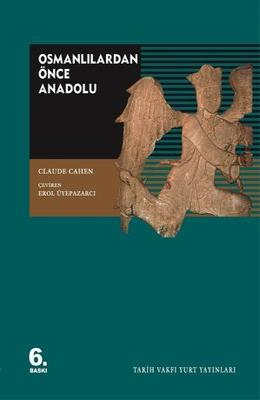 OSMANLILARDAN
ÖNCE
ANADOLU
CLAUDE CAHEN
ÇEVİREN
EROL ÜYEPAZARCI
6.
BASKI
TARİH VAKFI YURT YAYINLARI